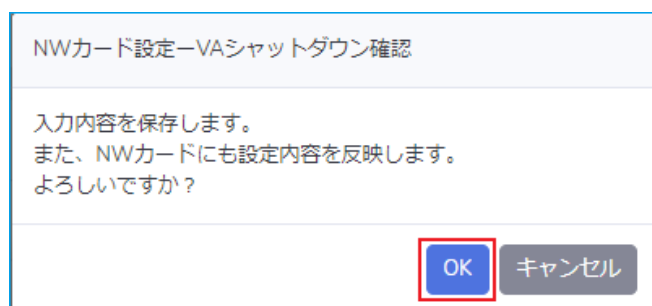 NWカード設定ーVAシャットダウン確認
入力内容を保存します。
また、NWカードにも設定内容を反映します。
よろしいですか？
OK
キャンセル